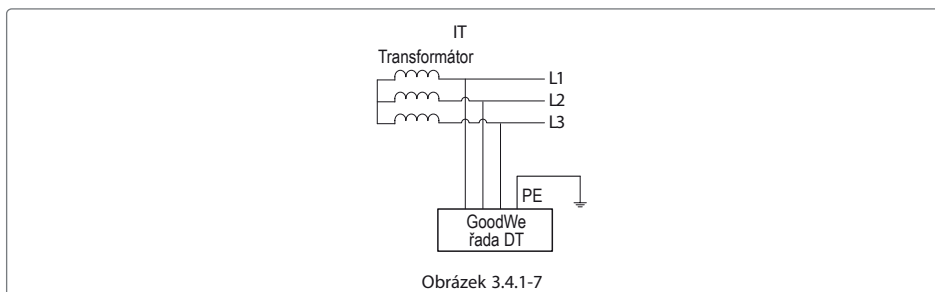 IT
Transformátor
L1
L2
L3
PE
GoodWe
řada DT
Obrázek 3.4.1-7